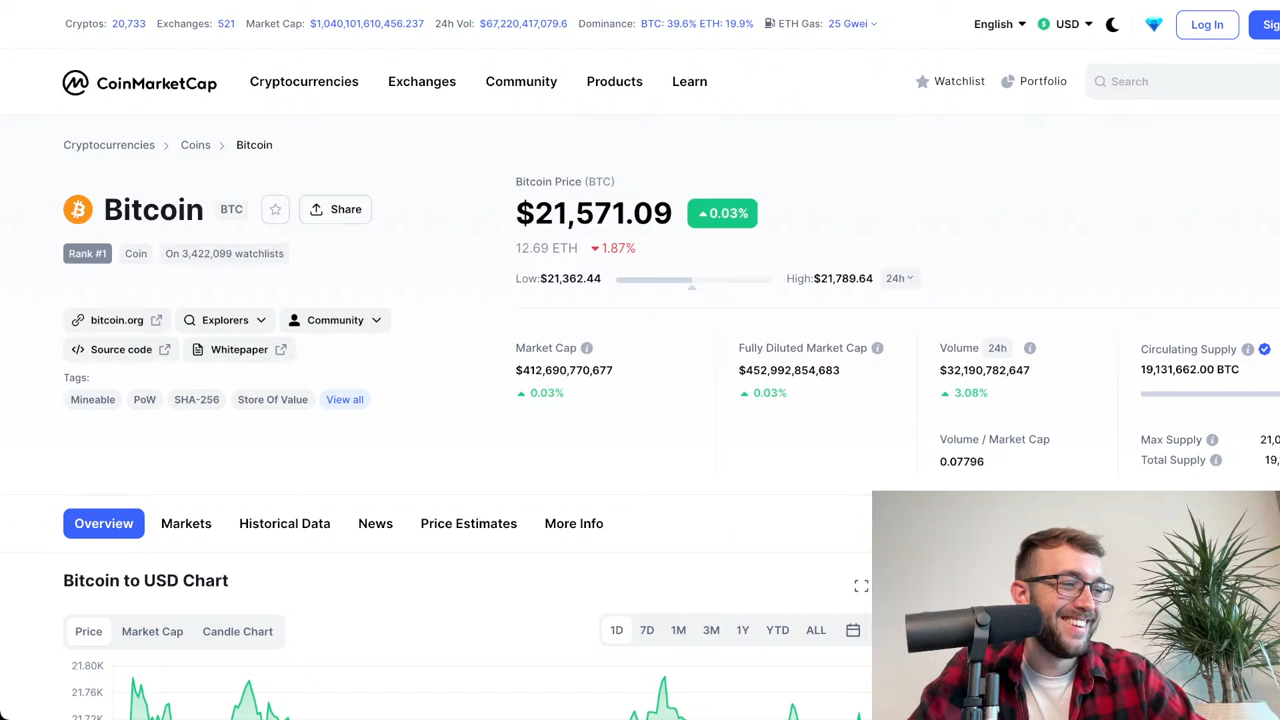 Cryptos: 20,733 Exchanges: 521 Market Cap: $1,040,101,610,456.237 24h Vol: $67,220,417,079.6 Dominance: BTC: 39.6% ETH: 19.9% ETH Gas: 25 Gwei English USD Log In
CoinMarketCap Cryptocurrencies Exchanges Community Products Learn Watchlist Portfolio Search
Cryptocurrencies Coins Bitcoin
Bitcoin BTC Share
Rank #1 Coin On 3,422,099 watchlists
bitcoin.org Explorers Community
Source code Whitepaper
Tags:
Mineable PoW SHA-256 Store Of Value View all
Bitcoin Price (BTC)
$21,571.09 0.03%
12.69 ETH 1.87%
Low:$21,362.44 High:$21,789.64 24h
Market Cap
$412,690,770,677
0.03%
Fully Diluted Market Cap
$452,992,854,683
0.03%
Volume 24h
$32,190,782,647
3.08%
Volume / Market Cap
0.07796
Circulating Supply
19,131,662.00 BTC
Max Supply
Total Supply
Overview Markets Historical Data News Price Estimates More Info
Bitcoin to USD Chart
Price Market Cap Candle Chart 1D 7D 1M 3M 1Y YTD ALL
21.80K
21.76K
21.72K